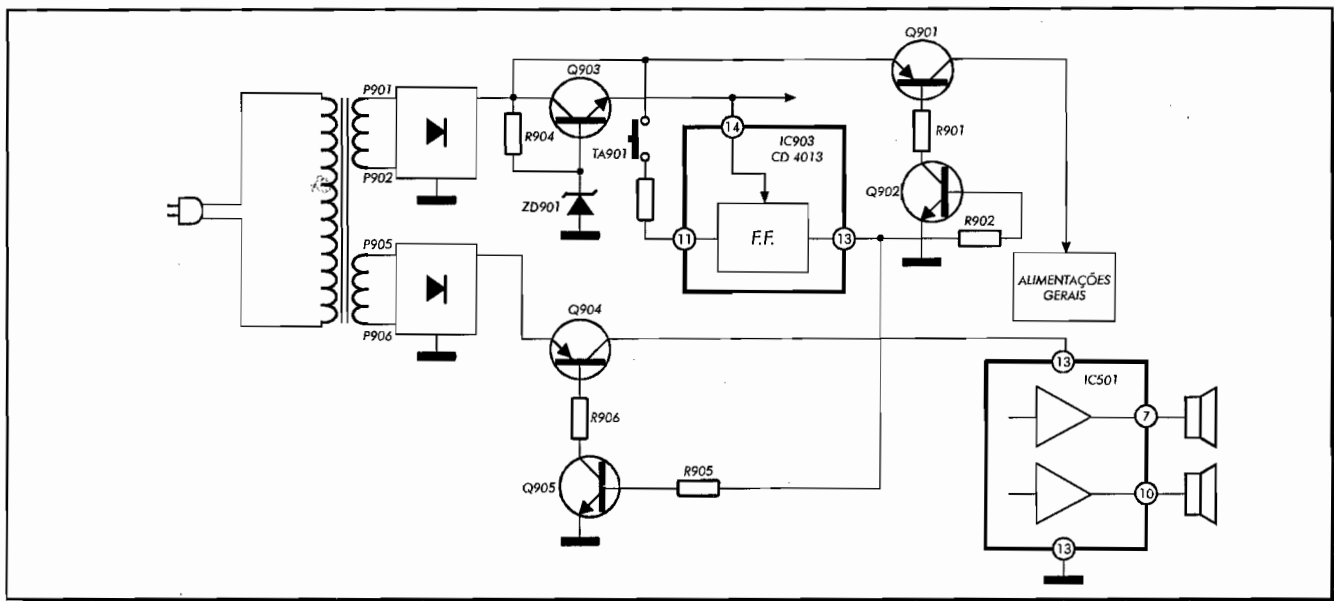 Q901
P901
Q903
R904
TA901
14
IC903
CD 4013
R901
P902
ZD901
Q902
R902
11
F.F.
13
P905
ALIMENTAÇÕES
GERAIS
Q904
P906
13
IC501
7
R906
R905
Q905
10
13